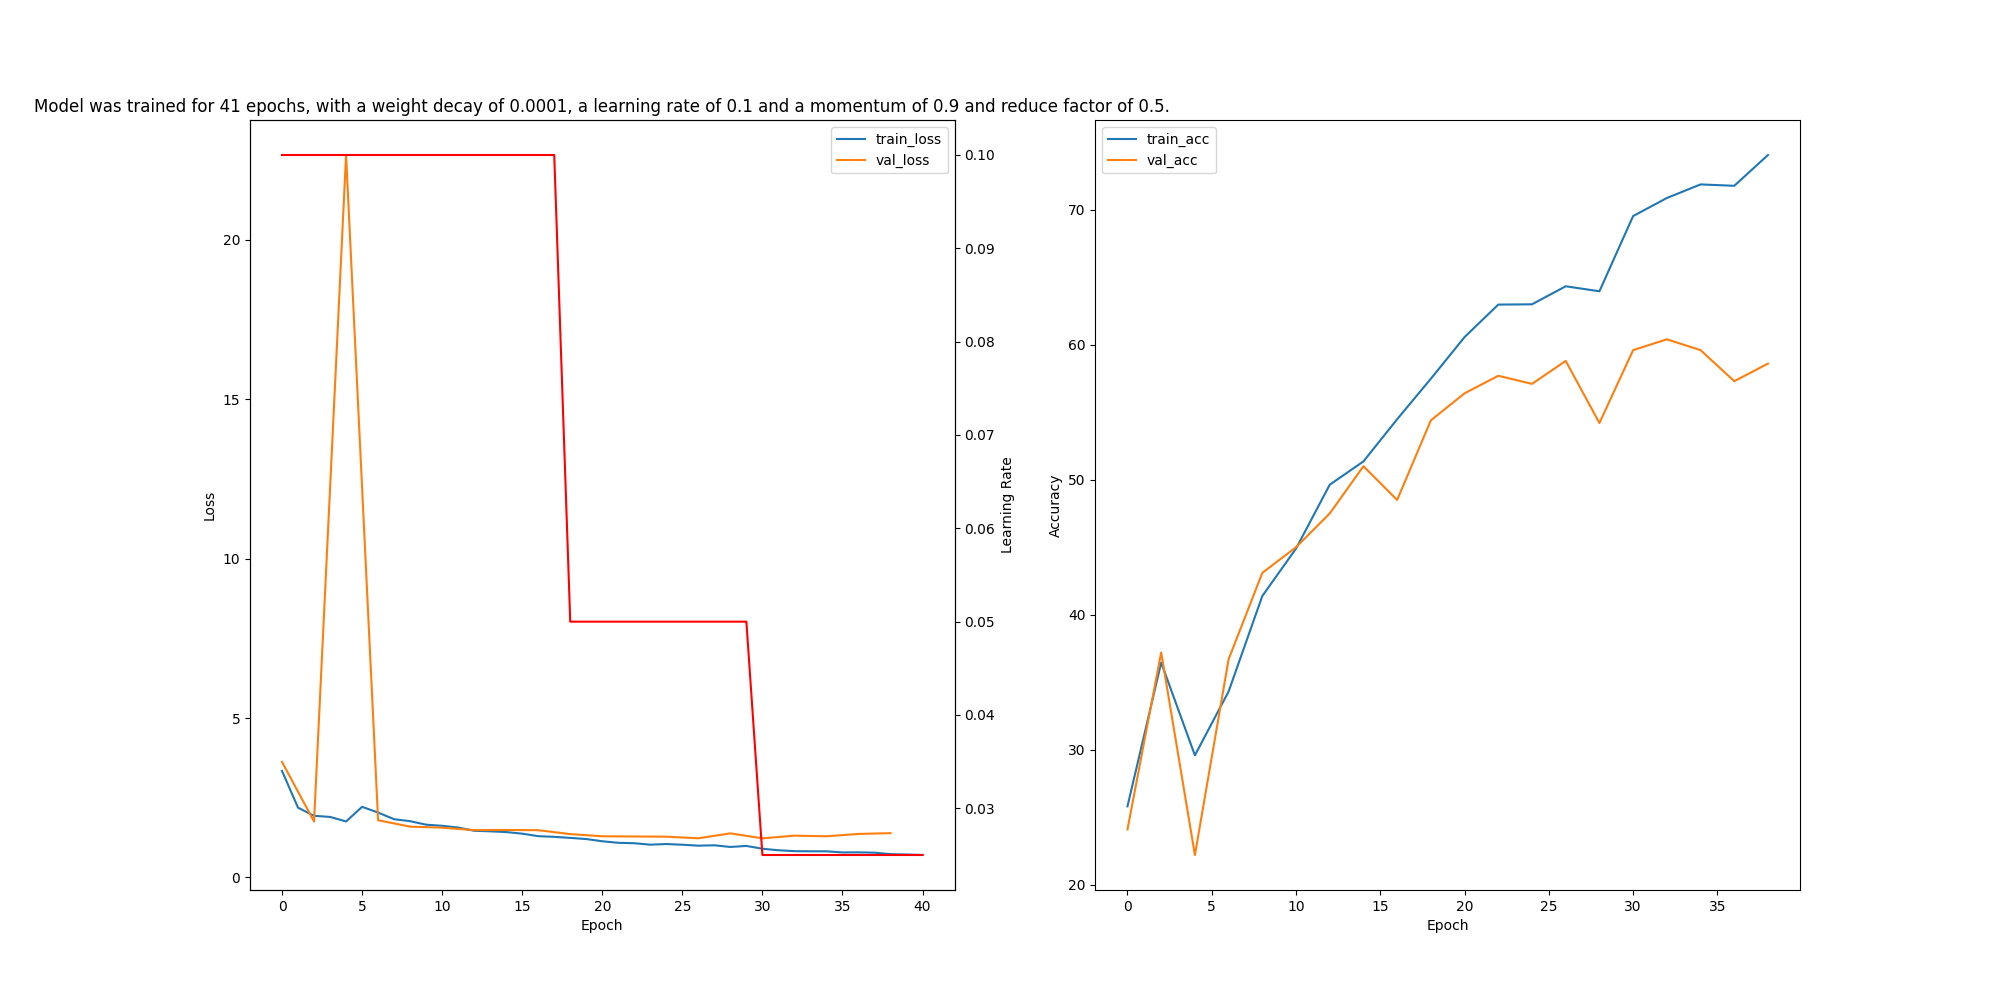 Model was trained for 41 epochs, with a weight decay of 0.0001, a learning rate of 0.1 and a momentum of 0.9 and reduce factor of 0.5.
train_loss
val_loss
20
15
10
5
0
Loss
0.10
0.09
0.08
0.07
0.06
0.05
0.04
0.03
Learning Rate
0 5 10 15 20 25 30 35 40
Epoch
train_acc
val_acc
70
60
50
40
30
20
Accuracy
0 5 10 15 20 25 30 35
Epoch